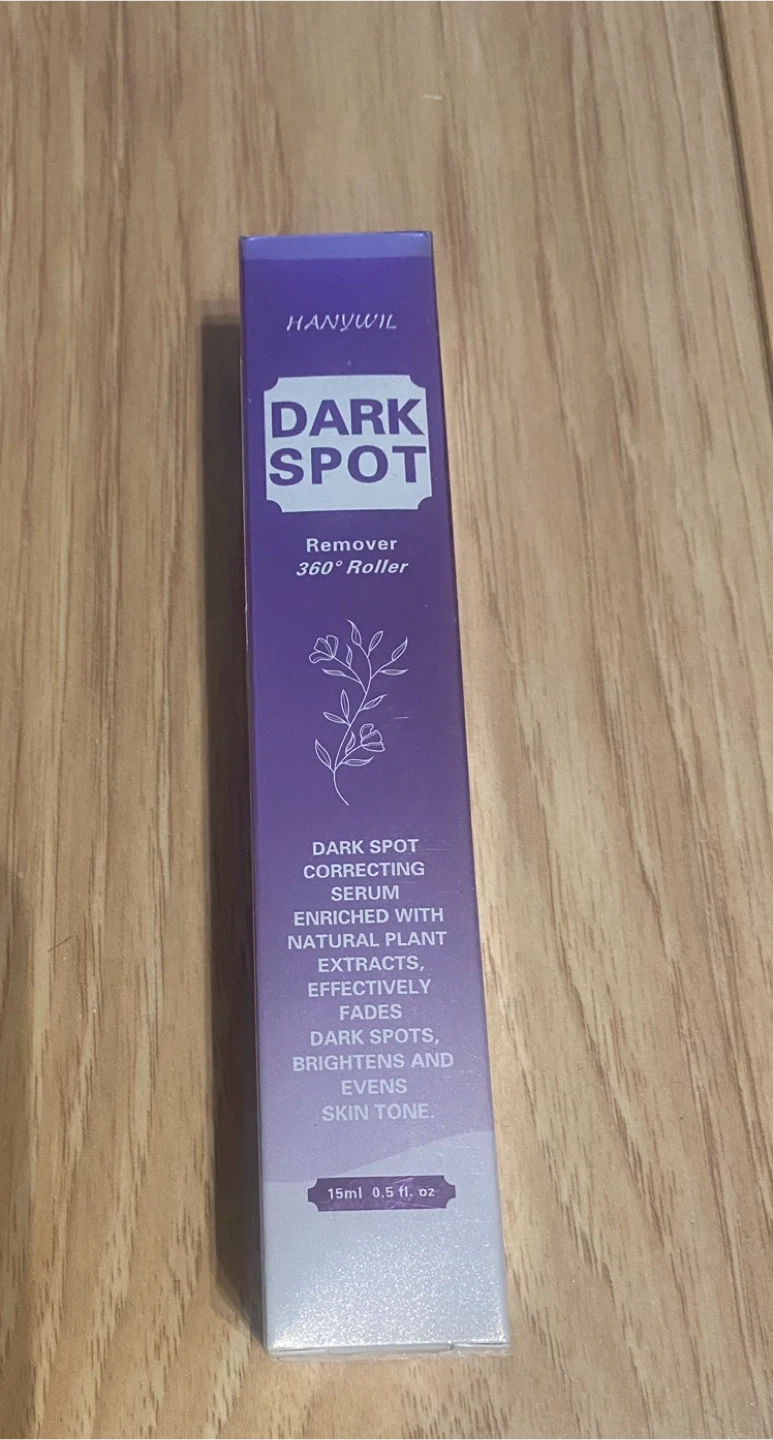 HANYWIL
DARK
SPOT
Remover
360° Roller
DARK SPOT
CORRECTING
SERUM
ENRICHED WITH
NATURAL PLANT
EXTRACTS,
EFFECTIVELY
FADES
DARK SPOTS,
BRIGHTENS AND
EVENS
SKIN TONE.
15ml 0.5 fl. oz